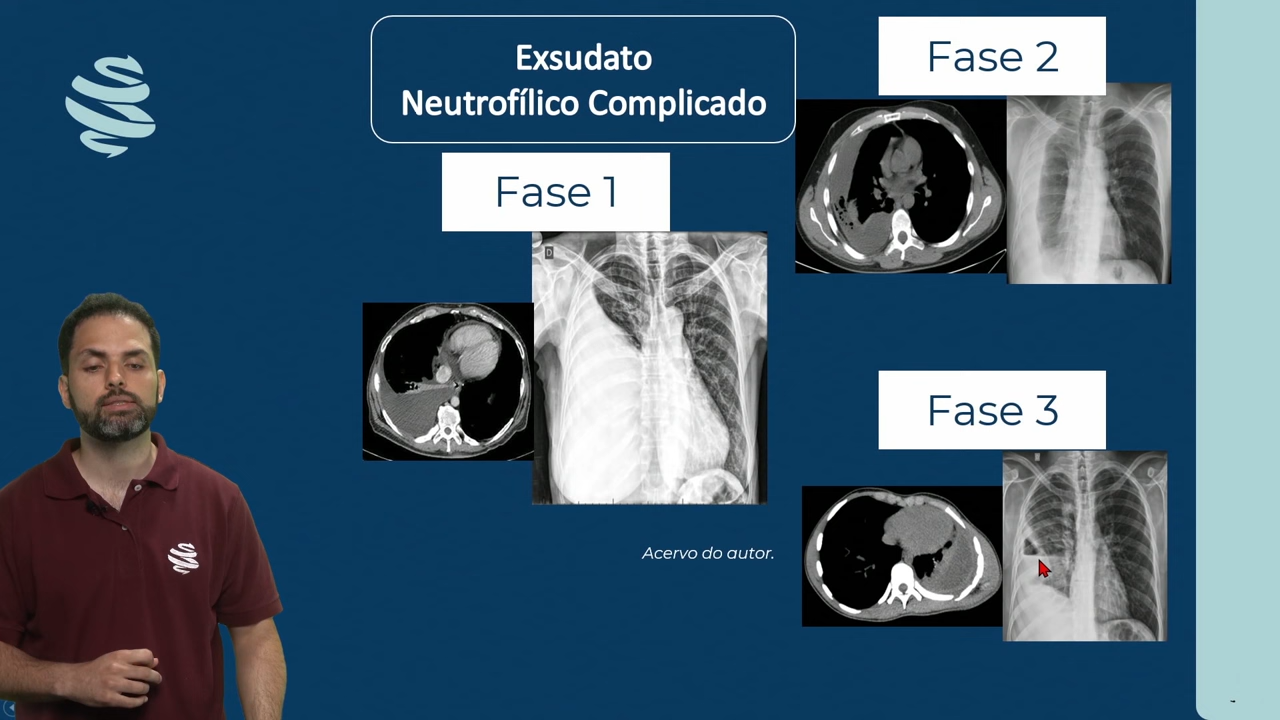 Exsudato
Neutrofílico Complicado
Fase 1
Fase 2
Fase 3
D
Acervo do autor.